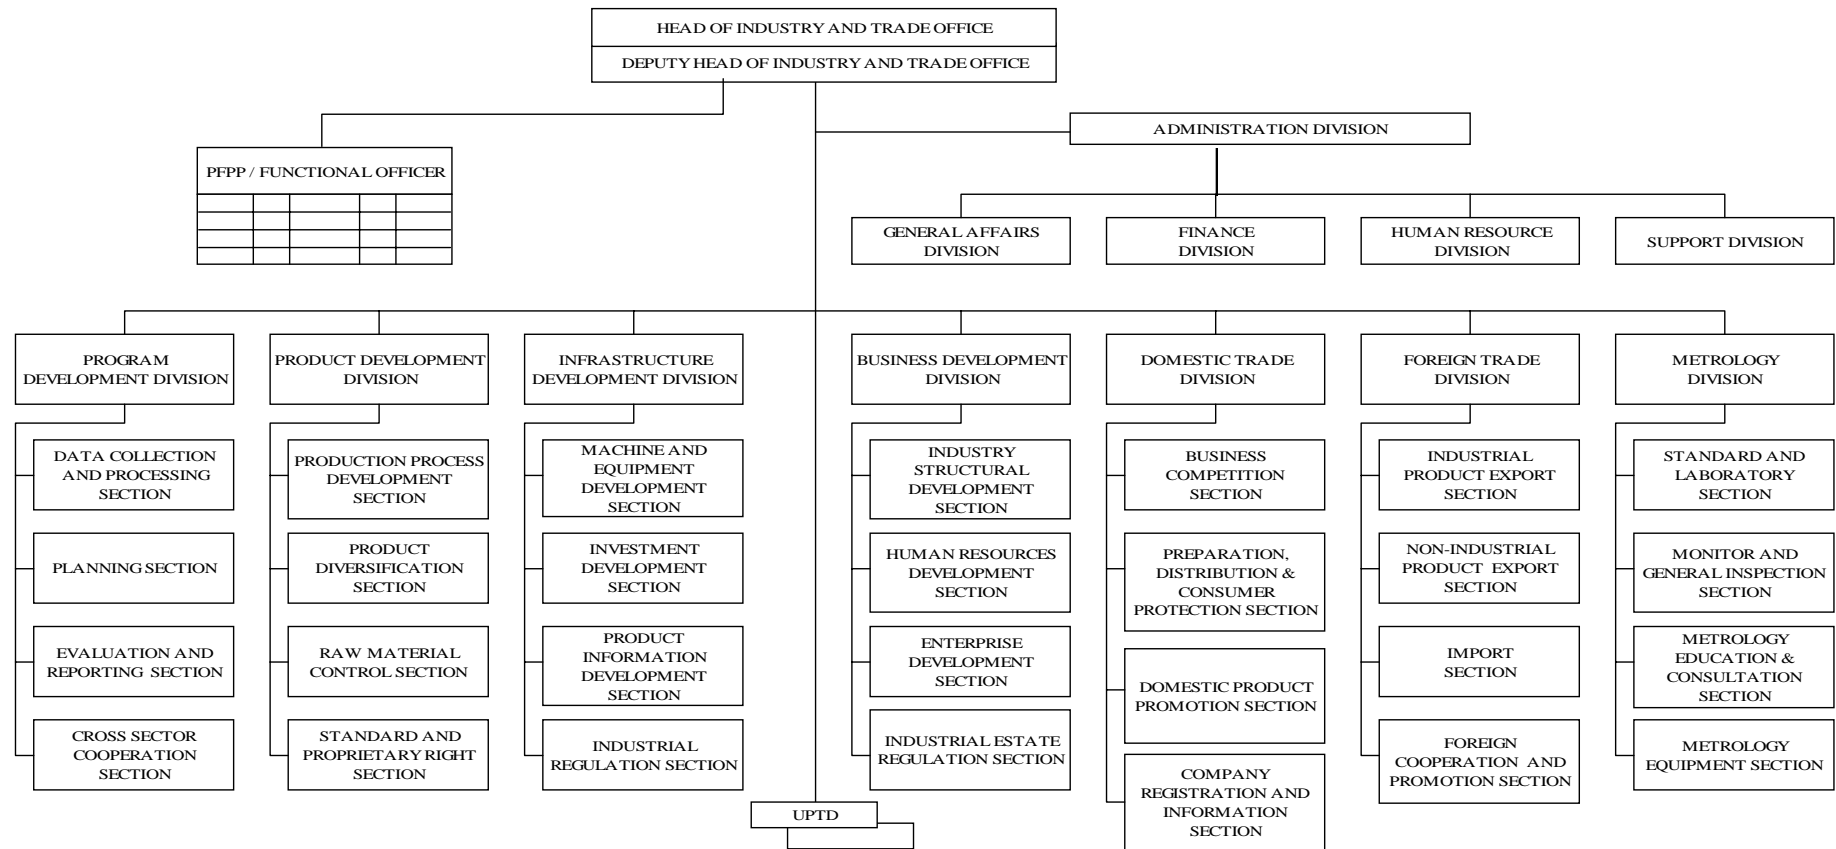 HEAD OF INDUSTRY AND TRADE OFFICE
DEPUTY HEAD OF INDUSTRY AND TRADE OFFICE
ADMINISTRATION DIVISION
PFPP / FUNCTIONAL OFFICER
GENERAL AFFAIRS
DIVISION
FINANCE
DIVISION
HUMAN RESOURCE
DIVISION
SUPPORT DIVISION
PROGRAM
DEVELOPMENT DIVISION
PRODUCT DEVELOPMENT
DIVISION
INFRASTRUCTURE
DEVELOPMENT DIVISION
BUSINESS DEVELOPMENT
DIVISION
DOMESTIC TRADE
DIVISION
FOREIGN TRADE
DIVISION
METROLOGY
DIVISION
DATA COLLECTION
AND PROCESSING
SECTION
PRODUCTION PROCESS
DEVELOPMENT
SECTION
MACHINE AND
EQUIPMENT
DEVELOPMENT
SECTION
INDUSTRY
STRUCTURAL
DEVELOPMENT
SECTION
BUSINESS
COMPETITION
SECTION
INDUSTRIAL
PRODUCT EXPORT
SECTION
STANDARD AND
LABORATORY
SECTION
PLANNING SECTION
PRODUCT
DIVERSIFICATION
SECTION
INVESTMENT
DEVELOPMENT
SECTION
HUMAN RESOURCES
DEVELOPMENT
SECTION
PREPARATION,
DISTRIBUTION &
CONSUMER
PROTECTION SECTION
NON-INDUSTRIAL
PRODUCT EXPORT
SECTION
MONITOR AND
GENERAL INSPECTION
SECTION
EVALUATION AND
REPORTING SECTION
RAW MATERIAL
CONTROL SECTION
PRODUCT
INFORMATION
DEVELOPMENT
SECTION
ENTERPRISE
DEVELOPMENT
SECTION
DOMESTIC PRODUCT
PROMOTION SECTION
IMPORT
SECTION
METROLOGY
EDUCATION &
CONSULTATION
SECTION
CROSS SECTOR
COOPERATION
SECTION
STANDARD AND
PROPRIETARY RIGHT
SECTION
INDUSTRIAL
REGULATION SECTION
INDUSTRIAL ESTATE
REGULATION SECTION
COMPANY
REGISTRATION AND
INFORMATION
SECTION
FOREIGN
COOPERATION AND
PROMOTION SECTION
METROLOGY
EQUIPMENT SECTION
UPTD